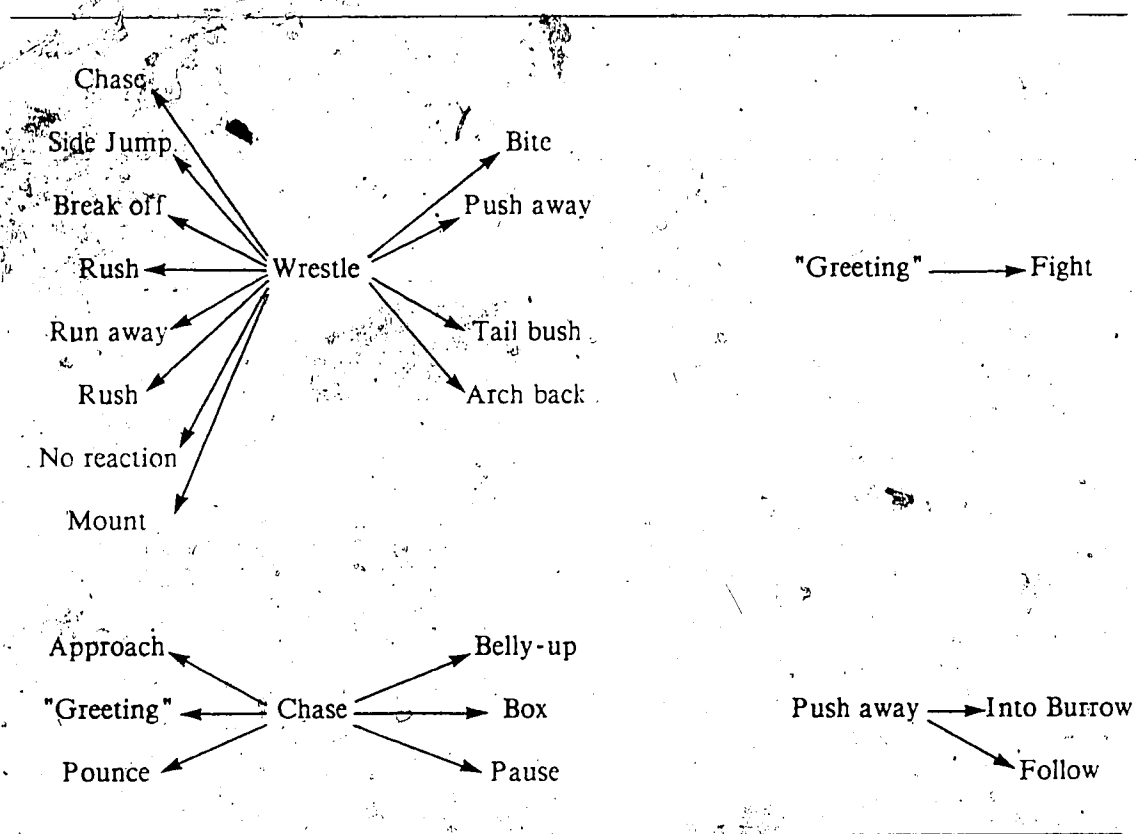 Chase
Side Jump
Bite
Break off
Push away
Rush
Wrestle
"Greeting"
Fight
Run away
Tail bush
Rush
Arch back
No reaction
Mount
Approach
Belly-up
"Greeting"
Chase
Box
Push away
Into Burrow
Pounce
Pause
Follow